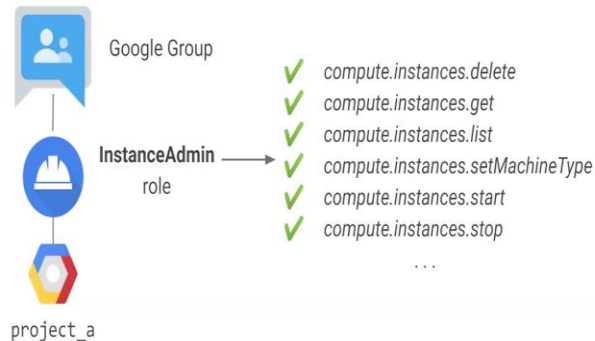 Google Group
InstanceAdmin
role
compute.instances.delete
compute.instances.get
compute.instances.list
compute.instances.setMachineType
compute.instances.start
compute.instances.stop
...
project_a